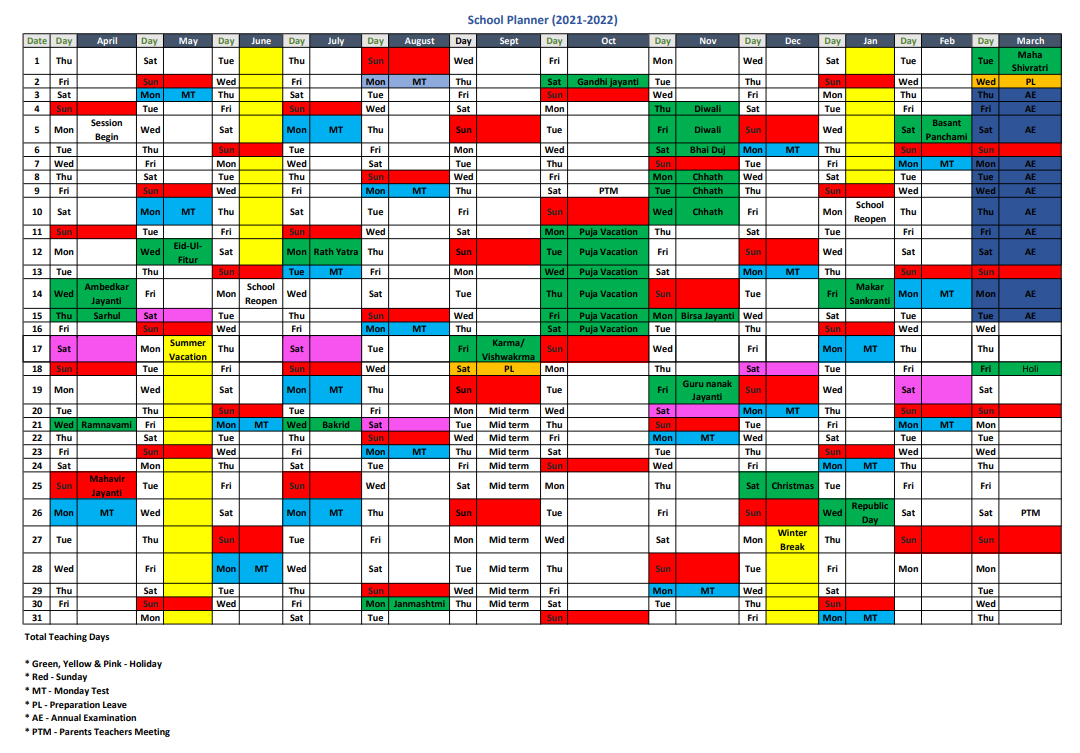 School Planner (2021-2022)
Date Day April Day May Day June Day July Day August Day Sept Day Oct Day Nov Day Dec Day Jan Day Feb Day March
1 Thu Sat Tue Thu Sun Wed Fri Mon Wed Sat Tue Tue Maha Shivratri
2 Fri Sun Wed Fri Mon MT Thu Sat Gandhi jayanti Tue Thu Sun Wed Wed PL
3 Sat Mon MT Thu Sat Tue Fri Sun Wed Fri Mon Thu Thu AE
4 Sun Tue Fri Sun Wed Sat Mon Thu Diwali Sat Tue Fri Fri AE
5 Mon Session Begin Wed Sat Mon MT Thu Sun Tue Fri Diwali Sun Wed Sat Basant Panchami Sat AE
6 Tue Thu Sun Tue Fri Mon Wed Sat Bhai Duj Mon MT Thu Sun Sun
7 Wed Fri Mon Wed Sat Tue Thu Sun Tue Fri Mon MT Mon AE
8 Thu Sat Tue Thu Sun Wed Fri Mon Chhath Wed Sat Tue Tue AE
9 Fri Sun Wed Fri Mon MT Thu Sat PTM Tue Chhath Thu Sun Wed Wed AE
10 Sat Mon MT Thu Sat Tue Fri Sun Wed Chhath Fri Mon School Reopen Thu Thu AE
11 Sun Tue Fri Sun Wed Sat Mon Puja Vacation Thu Sat Tue Fri Fri AE
12 Mon Wed Eid-Ul-Fitur Sat Mon Rath Yatra Thu Sun Tue Puja Vacation Fri Sun Wed Sat Sat AE
13 Tue Thu Sun Tue MT Fri Mon Wed Puja Vacation Sat Mon MT Thu Sun Sun
14 Wed Ambedkar Jayanti Fri Mon School Reopen Wed Sat Tue Thu Puja Vacation Sun Tue Fri Makar Sankranti Mon MT Mon AE
15 Thu Sarhul Sat Tue Thu Sun Wed Fri Puja Vacation Mon Birsa Jayanti Wed Sat Tue Tue AE
16 Fri Sun Wed Fri Mon MT Thu Sat Puja Vacation Tue Thu Sun Wed Wed
17 Sat Mon Summer Vacation Thu Sat Tue Fri Karma/ Vishwakrma Sun Wed Fri Mon MT Thu Thu
18 Sun Tue Fri Sun Wed Sat PL Mon Thu Sat Tue Fri Fri Holi
19 Mon Wed Sat Mon MT Thu Sun Tue Fri Guru nanak Jayanti Sun Wed Sat Sat
20 Tue Thu Sun Tue Fri Mon Mid term Wed Sat Mon MT Thu Sun Sun
21 Wed Ramnavami Fri Mon MT Wed Bakrid Sat Tue Mid term Thu Sun Tue Fri Mon MT Mon
22 Thu Sat Tue Thu Sun Wed Mid term Fri Mon MT Wed Sat Tue Tue
23 Fri Sun Wed Fri Mon MT Thu Mid term Sat Tue Thu Sun Wed Wed
24 Sat Mon Thu Sat Tue Fri Mid term Sun Wed Fri Mon MT Thu Thu
25 Sun Mahavir Jayanti Tue Fri Sun Wed Sat Mid term Mon Thu Sat Christmas Tue Fri Fri
26 Mon MT Wed Sat Mon MT Thu Sun Tue Fri Sun Wed Republic Day Sat Sat PTM
27 Tue Thu Sun Tue Fri Mon Mid term Wed Sat Mon Winter Break Thu Sun Sun
28 Wed Fri Mon MT Wed Sat Tue Mid term Thu Sun Tue Fri Mon Mon
29 Thu Sat Tue Thu Sun Wed Mid term Fri Mon MT Wed Sat Tue
30 Fri Sun Wed Fri Mon Janmashtmi Thu Mid term Sat Tue Thu Sun Wed
31 Mon Sat Tue Sun Fri Mon MT Thu
Total Teaching Days
* Green, Yellow & Pink - Holiday
* Red - Sunday
* MT - Monday Test
* PL - Preparation Leave
* AE - Annual Examination
* PTM - Parents Teachers Meeting